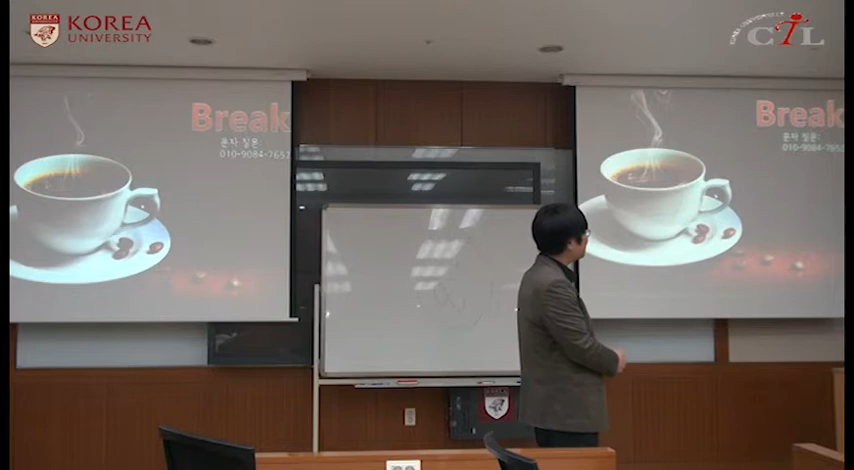 KOREA
UNIVERSITY
CTL
Break
문자 질문:
010-9084-7652
Break
문자 질문:
010-9084-7652
KOREA